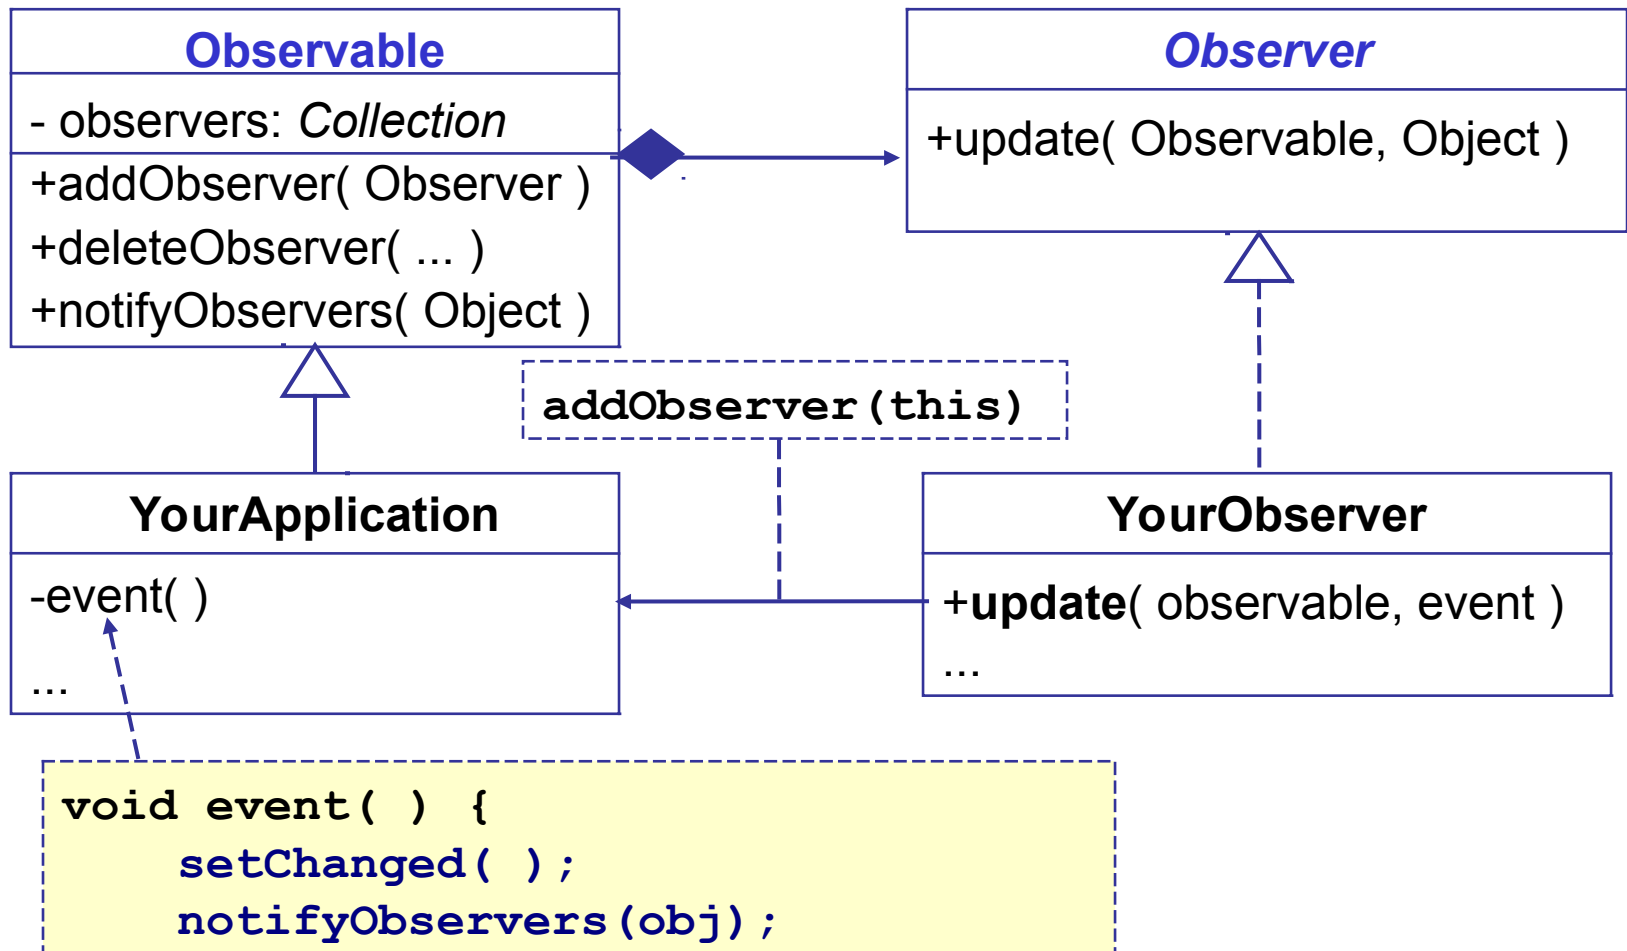 Observable
- observers: Collection
+addObserver( Observer )
+deleteObserver( ... )
+notifyObservers( Object )
Observer
+update( Observable, Object )
addObserver(this)
YourApplication
-event( )
...
YourObserver
+update( observable, event )
...
void event( ) {
setChanged( );
notifyObservers(obj);